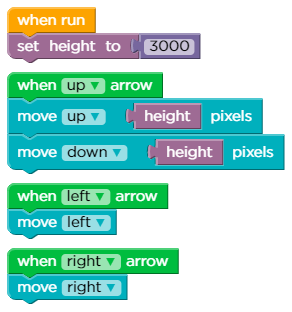 when run
set height to 3000
when up ▼ arrow
move up ▼ height pixels
move down ▼ height pixels
when left ▼ arrow
move left ▼
when right ▼ arrow
move right ▼